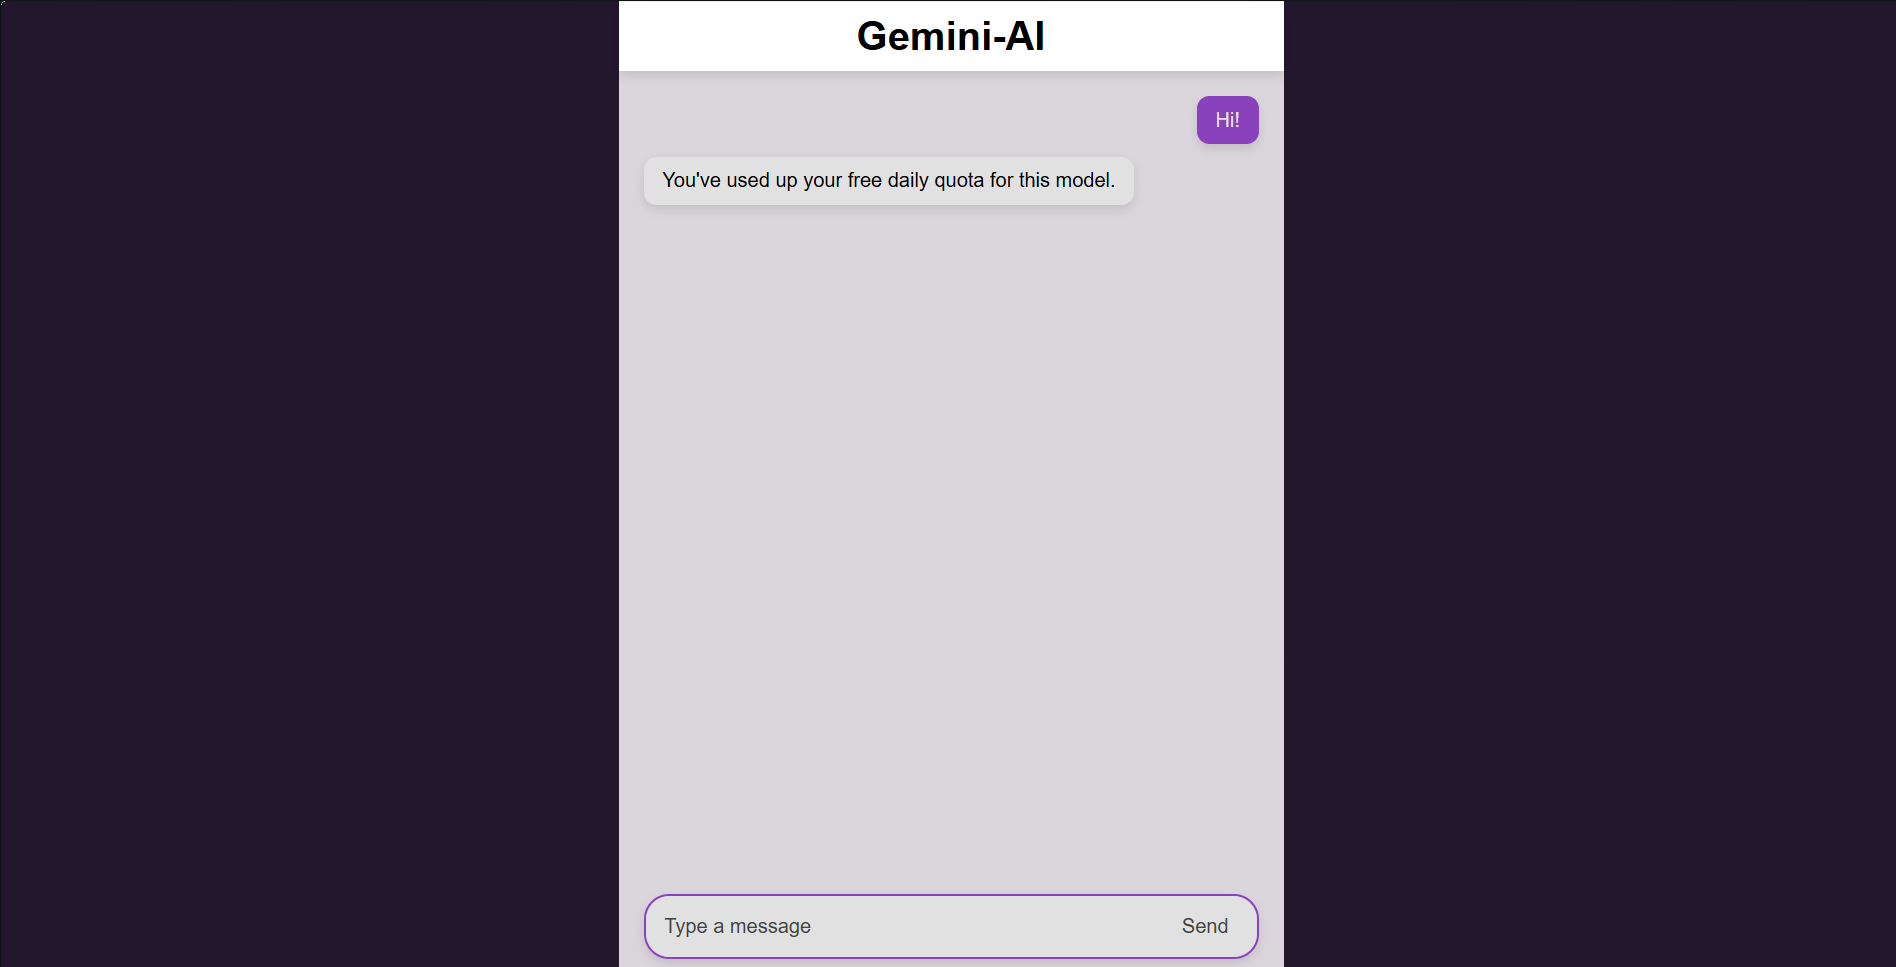 Gemini-AI
Hi!
You've used up your free daily quota for this model.
Type a message
Send